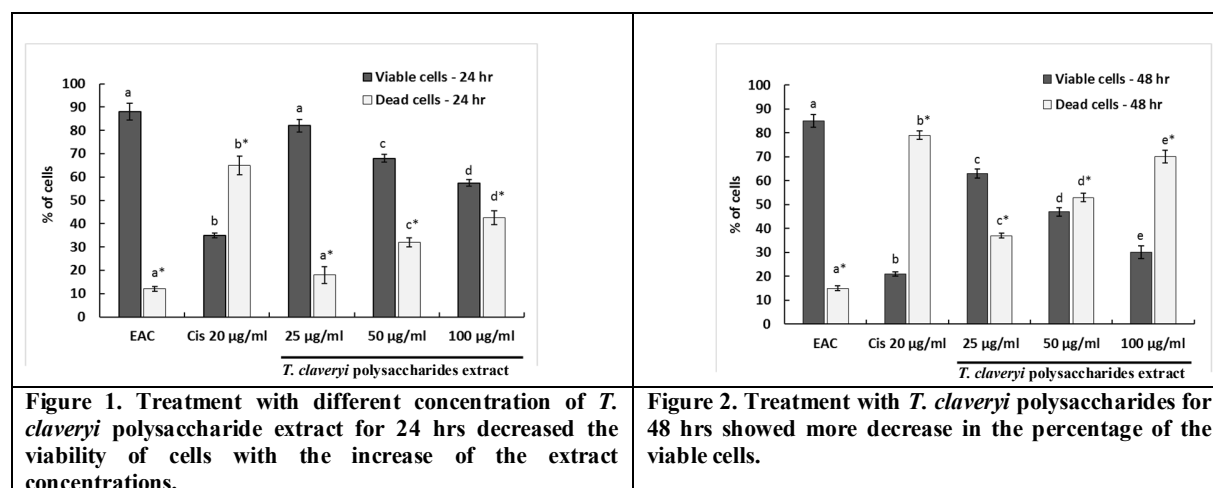 100
90
80
70
60
50
40
30
20
10
0
% of cells
Viable cells - 24 hr
Dead cells - 24 hr
a
a*
b
b*
a
a*
c
c*
d
d*
EAC
Cis 20 µg/ml
25 µg/ml
50 µg/ml
100 µg/ml
T. claveryi polysaccharides extract
Figure 1. Treatment with different concentration of T.
claveryi polysaccharide extract for 24 hrs decreased the
viability of cells with the increase of the extract
concentrations.
100
90
80
70
60
50
40
30
20
10
0
% of cells
Viable cells - 48 hr
Dead cells - 48 hr
a
a*
b
b*
c
c*
d
d*
e
e*
EAC
Cis 20 µg/ml
25 µg/ml
50 µg/ml
100 µg/ml
T. claveryi polysaccharides extract
Figure 2. Treatment with T. claveryi polysaccharides for
48 hrs showed more decrease in the percentage of the
viable cells.